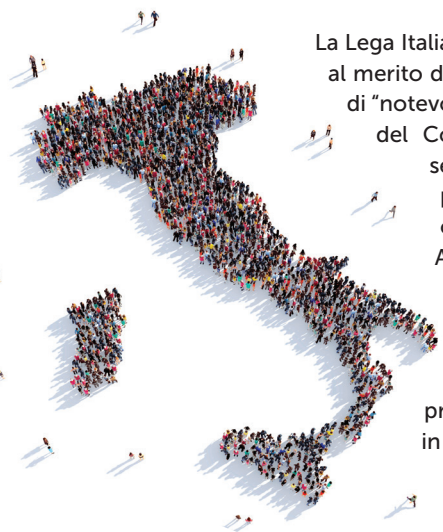 La Lega Italia
al merito d
di “notevo
del Co
se
p
A
pr
in